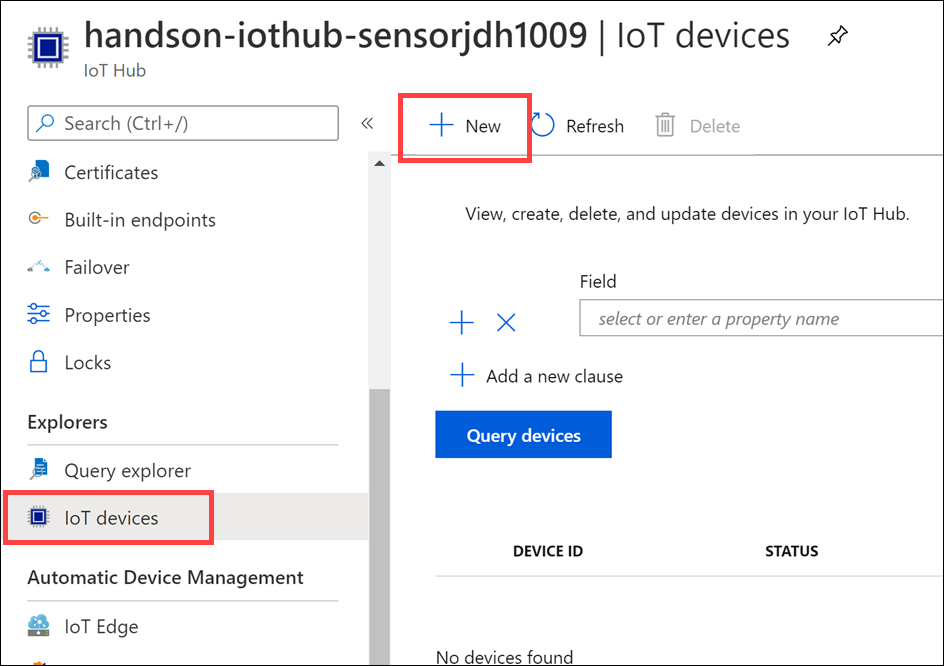 handson-iothub-sensorjdh1009 | IoT devices
IoT Hub
Search (Ctrl+/)
«
New
Refresh
Delete
Certificates
Built-in endpoints
Failover
Properties
Locks
Explorers
Query explorer
IoT devices
Automatic Device Management
IoT Edge
View, create, delete, and update devices in your IoT Hub.
Field
select or enter a property name
Add a new clause
Query devices
DEVICE ID STATUS
No devices found